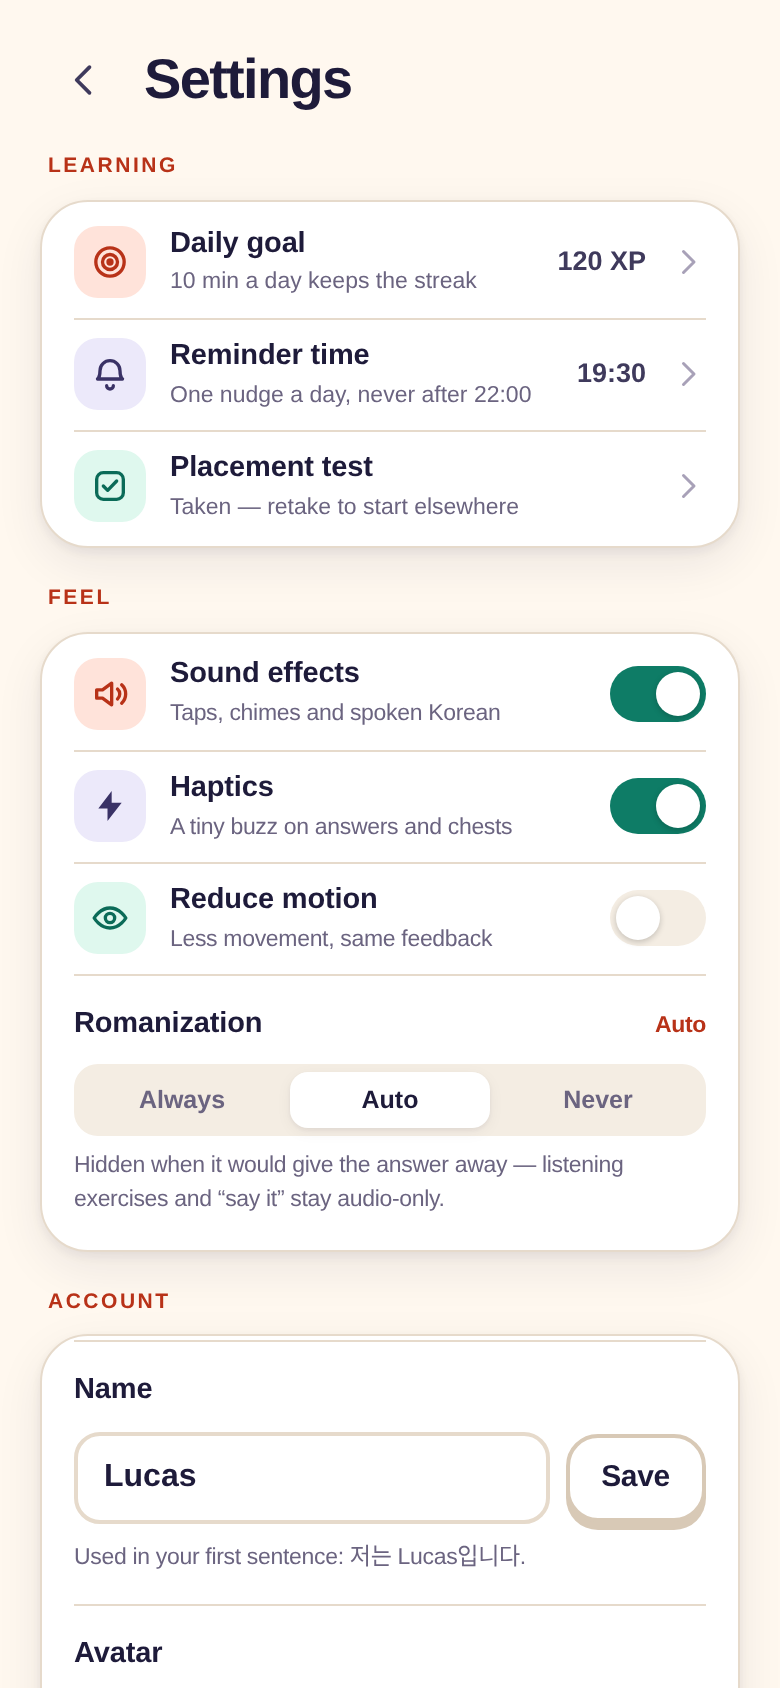 Settings
LEARNING
Daily goal
10 min a day keeps the streak
120 XP
Reminder time
One nudge a day, never after 22:00
19:30
Placement test
Taken — retake to start elsewhere
FEEL
Sound effects
Taps, chimes and spoken Korean
Haptics
A tiny buzz on answers and chests
Reduce motion
Less movement, same feedback
Romanization
Auto
Always
Auto
Never
Hidden when it would give the answer away — listening
exercises and “say it” stay audio-only.
ACCOUNT
Name
Lucas
Save
Used in your first sentence: 저는 Lucas입니다.
Avatar